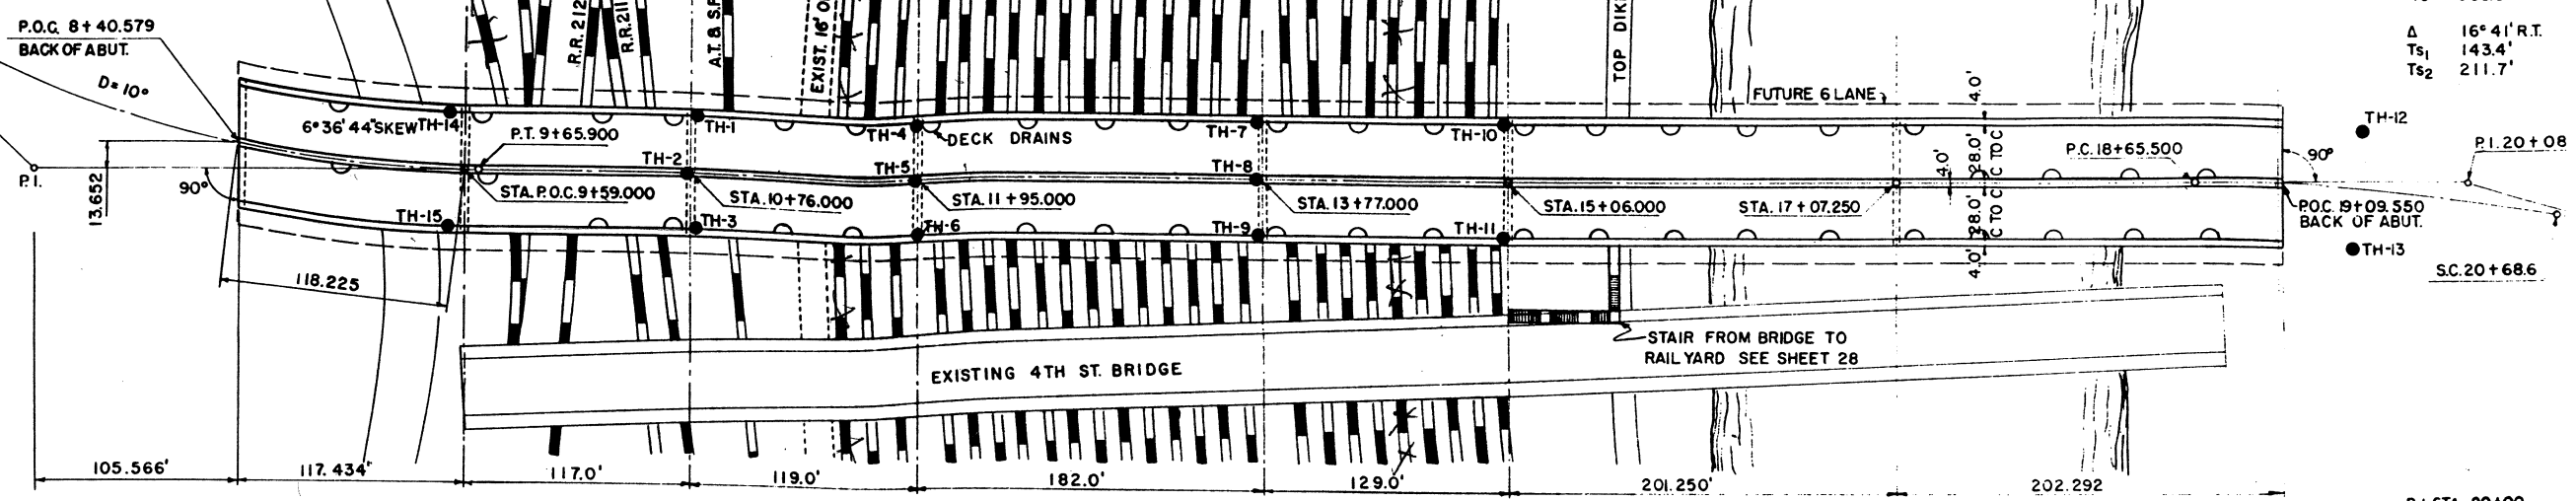 P.O.C. 8+40.579
BACK OF ABUT.
D=10°
P.I.
13.652
90°
6°36'44"SKEW
TH-14
P.T. 9+65.900
R.R. 212
R.R. 211
A.T. & S.F.
EXIST. 16'
TH-1
TH-2
TH-4
DECK DRAINS
TH-5
TH-7
TH-8
TH-10
TOP DIKE
FUTURE 6 LANE
4.0'
28.0'
C TO C
4.0'
28.0'
C TO C
4.0'
P.C. 18+65.500
90°
TH-12
P.I. 20+08
Δ 16°41' R.T.
Ts1 143.4'
Ts2 211.7'
STA. P.O.C. 9+59.000
STA. 10+76.000
STA. 11+95.000
STA. 13+77.000
STA. 15+06.000
STA. 17+07.250
P.O.C. 19+09.550
BACK OF ABUT.
TH-15
TH-3
TH-6
TH-9
TH-11
TH-13
S.C. 20+68.6
118.225
STAIR FROM BRIDGE TO
RAIL YARD SEE SHEET 28
EXISTING 4TH ST. BRIDGE
105.566'
117.434'
117.0'
119.0'
182.0'
129.0'
201.250'
202.292